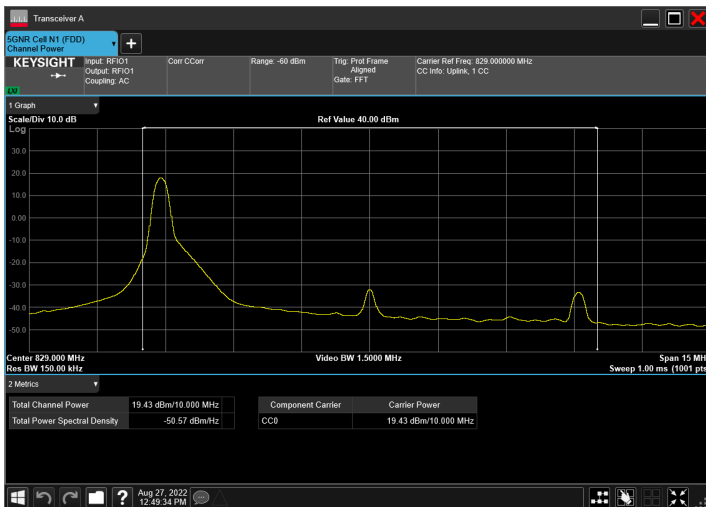 Transceiver A
5GNR Cell N1 (FDD)
Channel Power
KEYSIGHT
LXI
Input: RFIO1
Output: RFIO1
Coupling: AC
Corr CCorr
Range: -60 dBm
Trig: Prot Frame
Aligned
Gate: FFT
Carrier Ref Freq: 829.000000 MHz
CC Info: Uplink, 1 CC
1 Graph
Scale/Div 10.0 dB
Ref Value 40.00 dBm
Log
30.0
20.0
10.0
0.00
-10.0
-20.0
-30.0
-40.0
-50.0
Center 829.000 MHz
Video BW 1.5000 MHz
Span 15 MH
Res BW 150.00 kHz
Sweep 1.00 ms (1001 pts
2 Metrics
Total Channel Power 19.43 dBm/10.000 MHz
Total Power Spectral Density -50.57 dBm/Hz
Component Carrier Carrier Power
CC0 19.43 dBm/10.000 MHz
?
Aug 27, 2022
12:49:34 PM